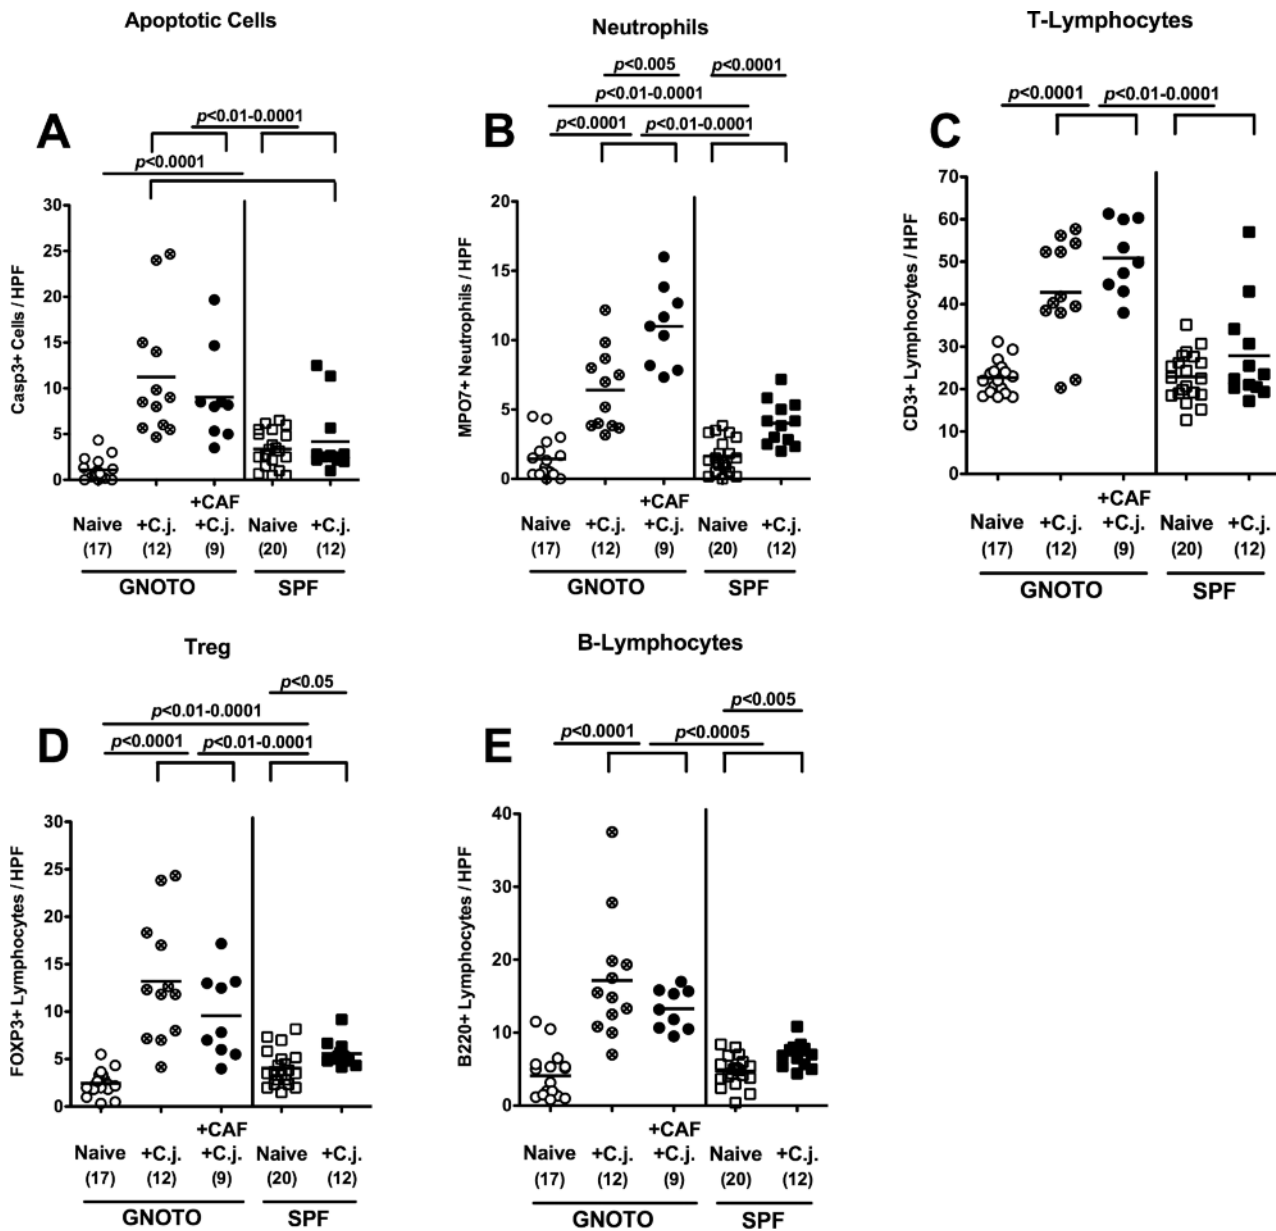 Apoptotic Cells
A
p<0.01-0.0001
p<0.0001
Casp3+ Cells / HPF
30
25
20
15
10
5
0
+CAF
Naive +C.j. +C.j. Naive +C.j.
(17) (12) (9) (20) (12)
GNOTO SPF
Neutrophils
B
p<0.005 p<0.0001
p<0.01-0.0001
p<0.0001 p<0.01-0.0001
MPO7+ Neutrophils / HPF
20
15
10
5
0
+CAF
Naive +C.j. +C.j. Naive +C.j.
(17) (12) (9) (20) (12)
GNOTO SPF
T-Lymphocytes
C
p<0.0001 p<0.01-0.0001
CD3+ Lymphocytes / HPF
70
60
50
40
30
20
10
0
+CAF
Naive +C.j. +C.j. Naive +C.j.
(17) (12) (9) (20) (12)
GNOTO SPF
Treg
D
p<0.05
p<0.01-0.0001
p<0.0001 p<0.01-0.0001
FOXP3+ Lymphocytes / HPF
30
25
20
15
10
5
0
+CAF
Naive +C.j. +C.j. Naive +C.j.
(17) (12) (9) (20) (12)
GNOTO SPF
B-Lymphocytes
E
p<0.005
p<0.0001 p<0.0005
B220+ Lymphocytes / HPF
40
30
20
10
0
+CAF
Naive +C.j. +C.j. Naive +C.j.
(17) (12) (9) (20) (12)
GNOTO SPF